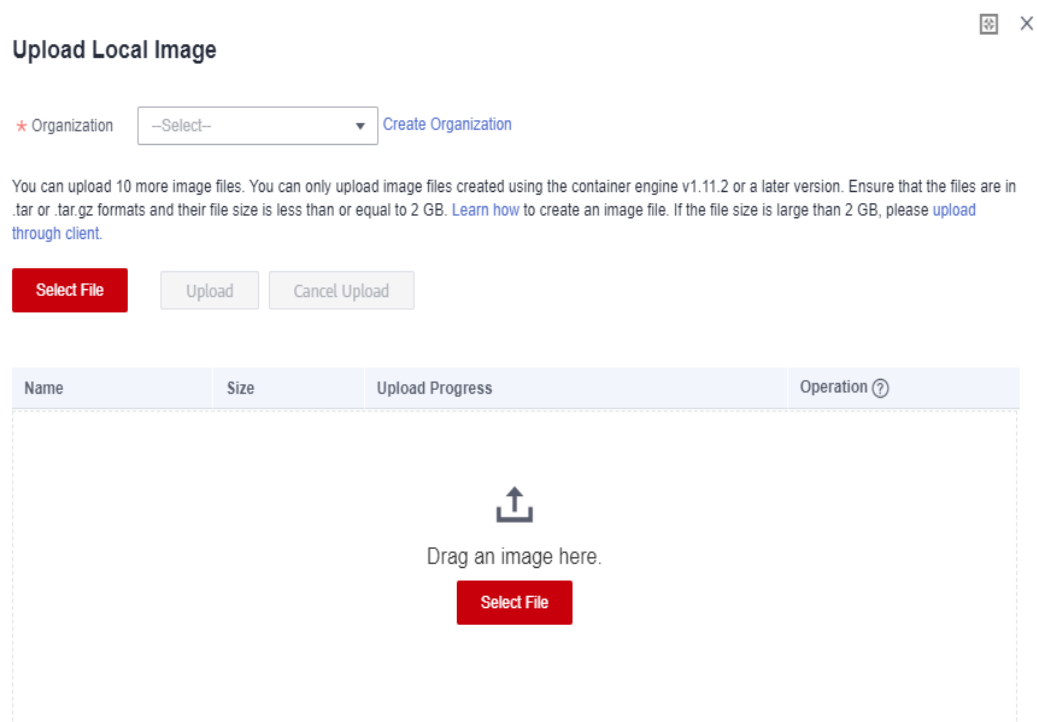 Upload Local Image
* Organization --Select-- Create Organization
You can upload 10 more image files. You can only upload image files created using the container engine v1.11.2 or a later version. Ensure that the files are in
.tar or .tar.gz formats and their file size is less than or equal to 2 GB. Learn how to create an image file. If the file size is large than 2 GB, please upload
through client.
Select File Upload Cancel Upload
Name Size Upload Progress Operation ?
Drag an image here.
Select File